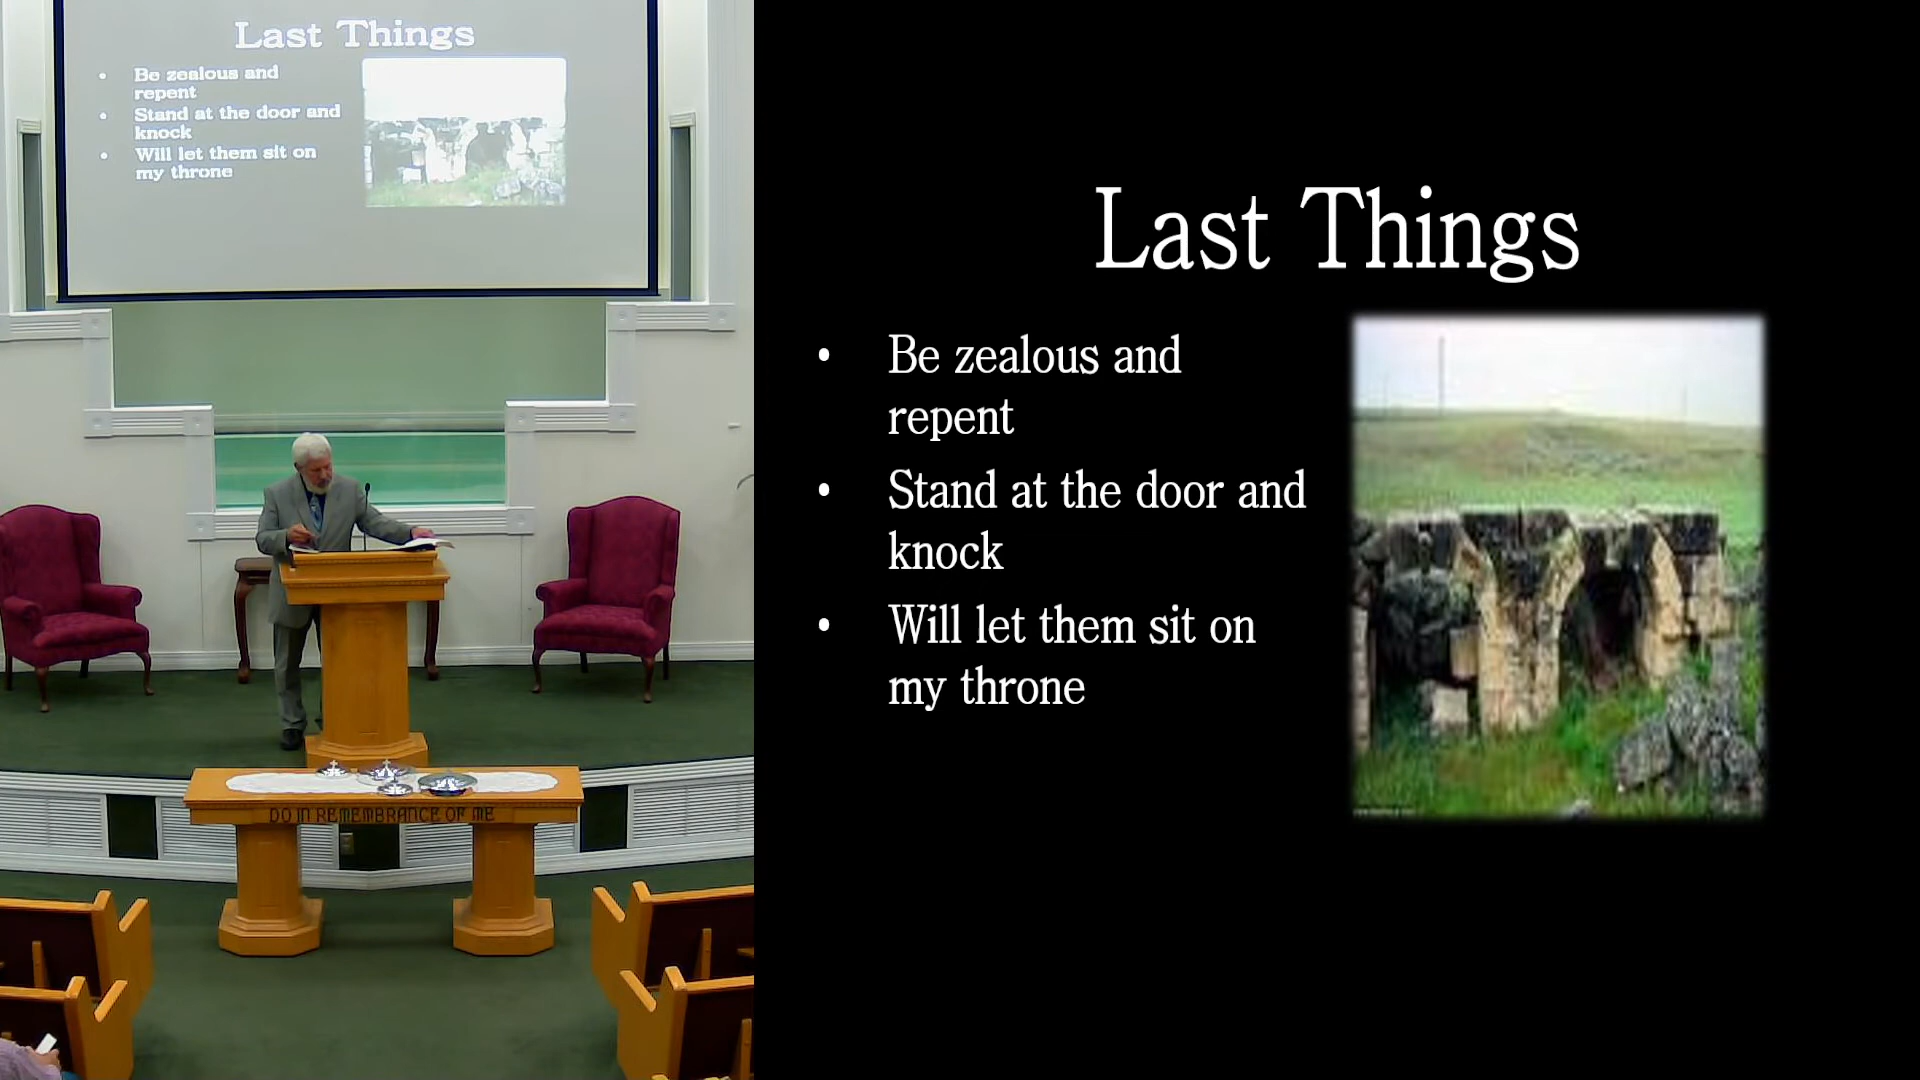 Last Things
• Be zealous and
repent
• Stand at the door and
knock
• Will let them sit on
my throne
DO IN REMEMBRANCE OF ME
Last Things
• Be zealous and
repent
• Stand at the door and
knock
• Will let them sit on
my throne